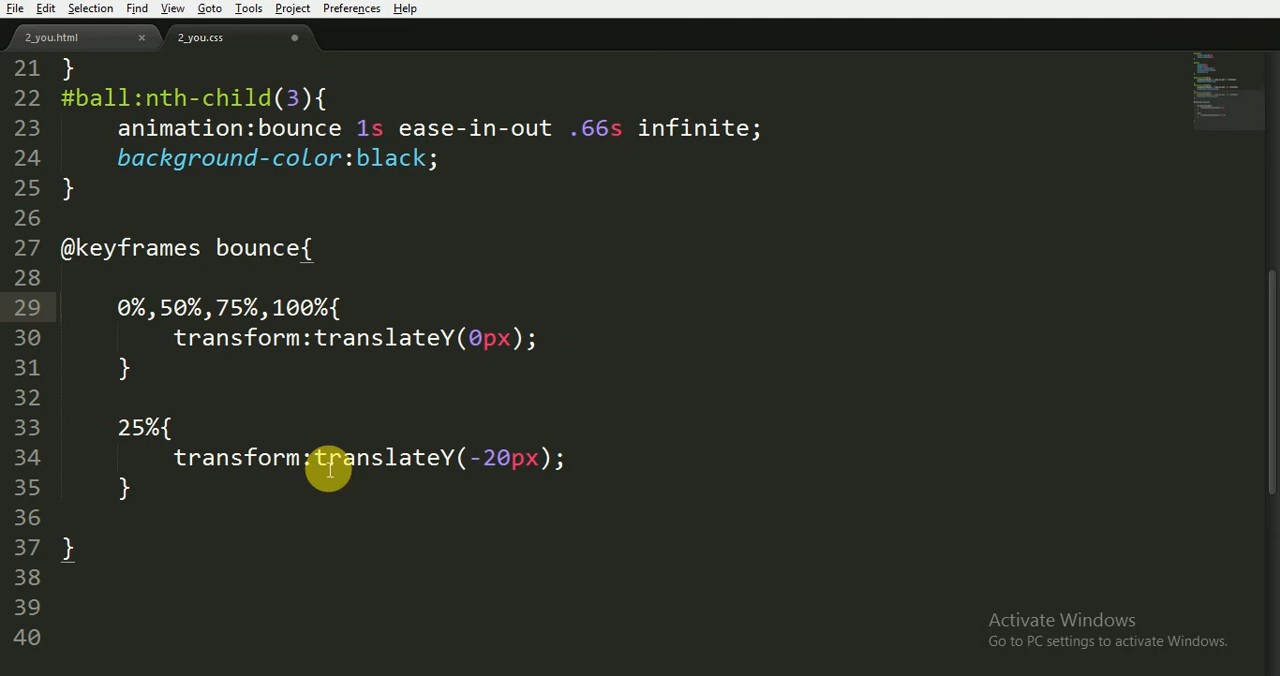 File Edit Selection Find View Goto Tools Project Preferences Help
2_you.html × 2_you.css
21 }
22 #ball:nth-child(3){
23 animation:bounce 1s ease-in-out .66s infinite;
24 background-color:black;
25 }
26
27 @keyframes bounce{
28
29 0%,50%,75%,100%{
30 transform:translateY(0px);
31 }
32
33 25%{
34 transform:translateY(-20px);
35 }
36
37 }
38
39
40
Activate Windows
Go to PC settings to activate Windows.